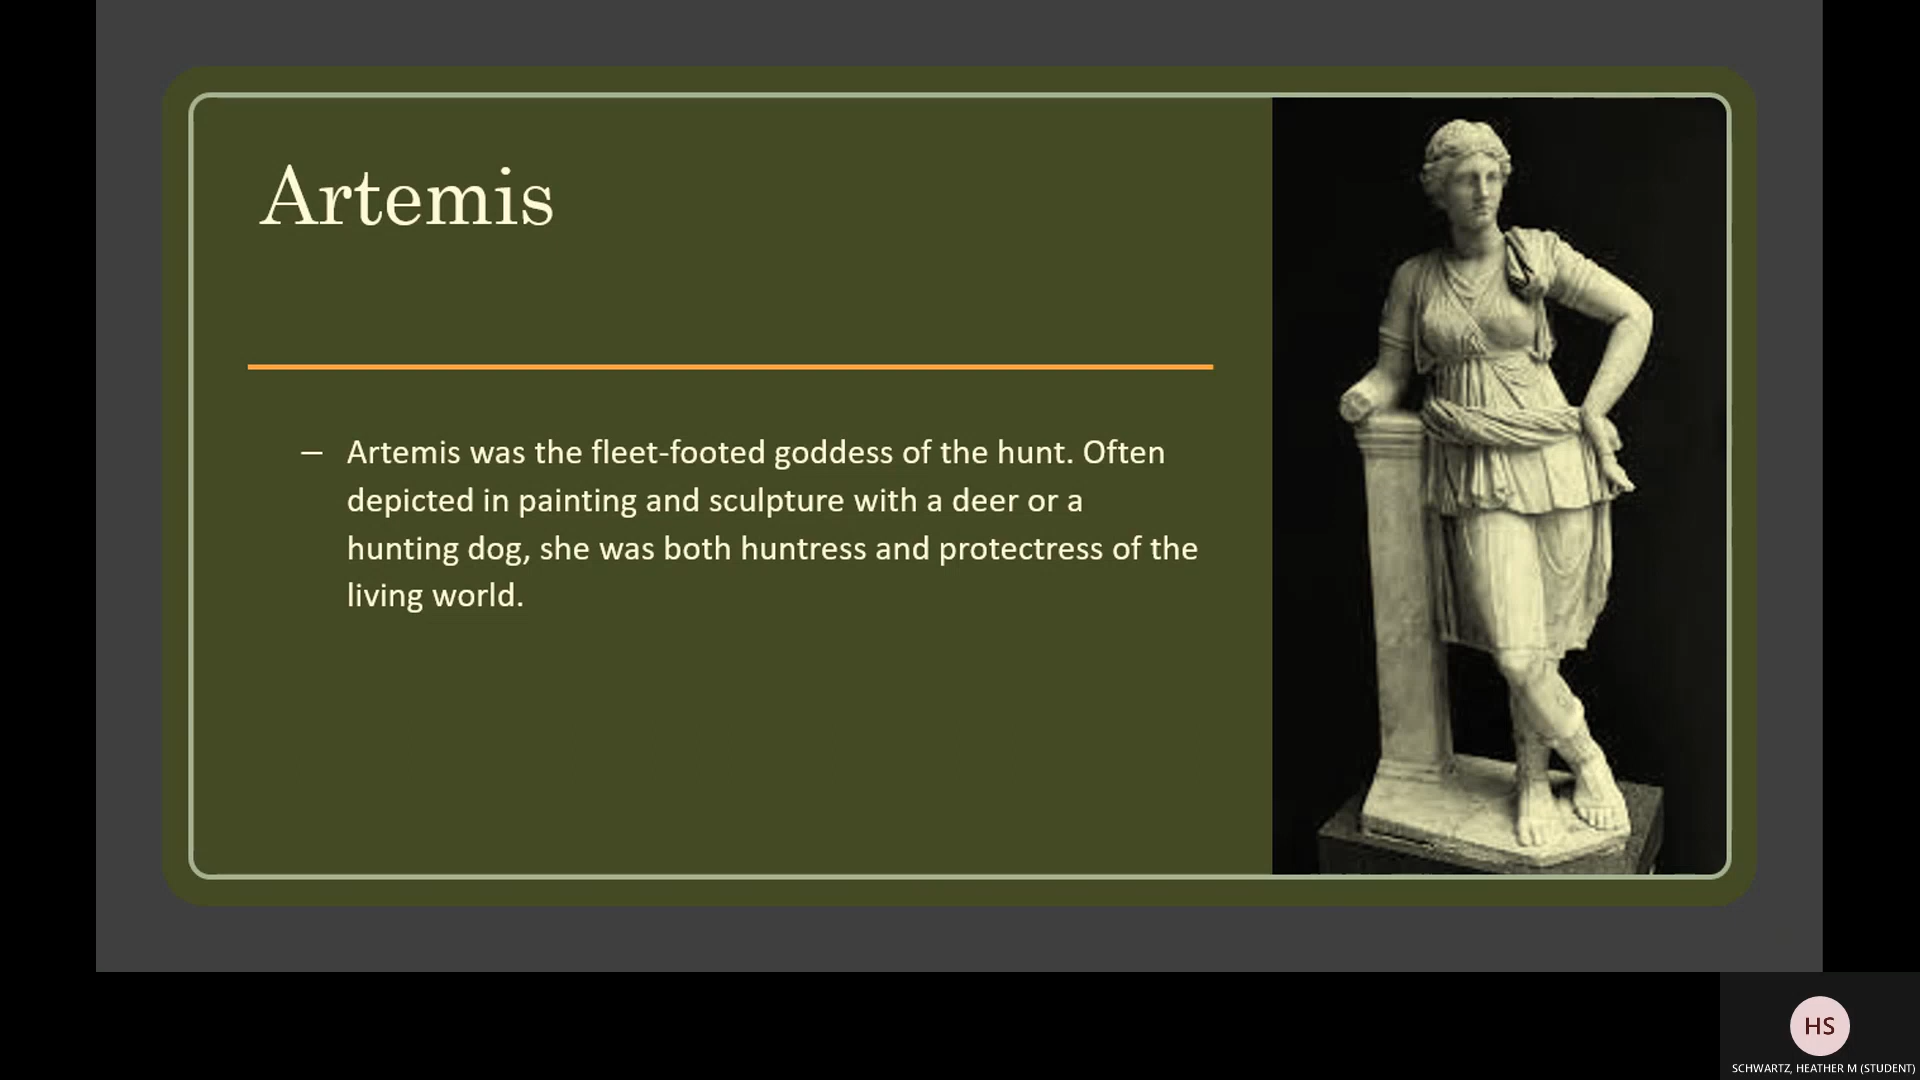 Artemis
– Artemis was the fleet-footed goddess of the hunt. Often
depicted in painting and sculpture with a deer or a
hunting dog, she was both huntress and protectress of the
living world.
HS
SCHWARTZ, HEATHER M (STUDENT)